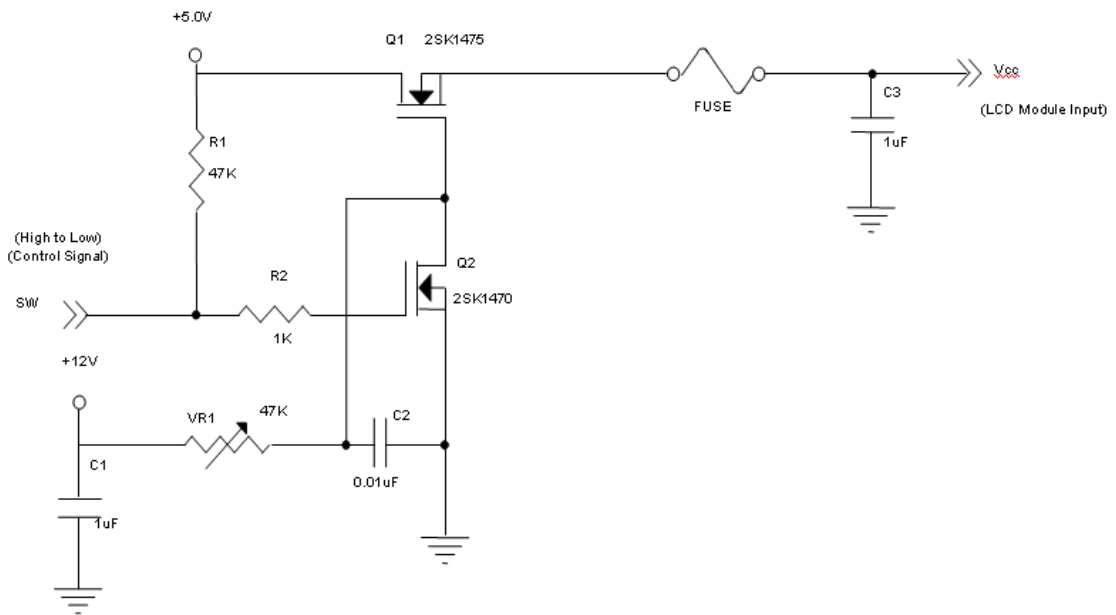 +5.0V
Q1 2SK1475
Vcc
FUSE
C3
(LCD Module Input)
R1
1uF
47K
(High to Low)
(Control Signal)
Q2
R2
SW
2SK1470
1K
+12V
VR1
47K
C2
C1
0.01uF
1uF